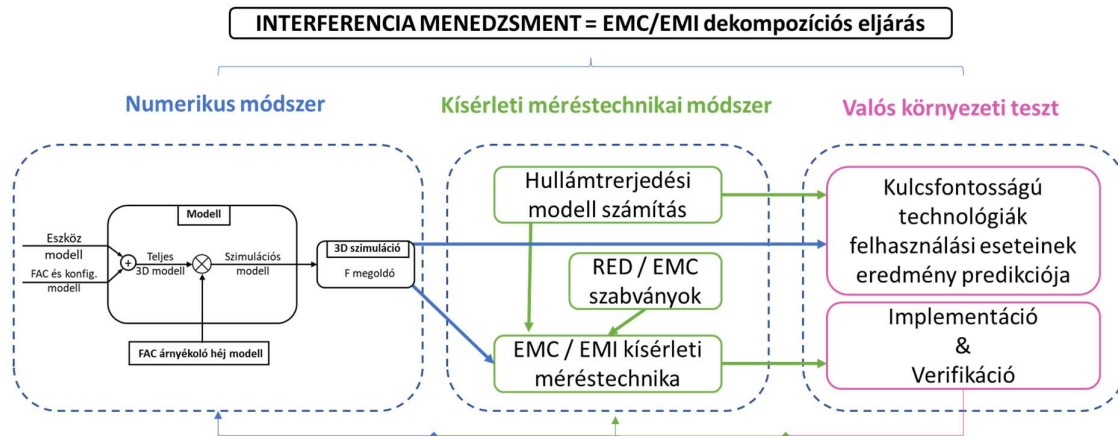 INTERFERENCIA MENEDZSMENT = EMC/EMI dekompozíciós eljárás
Numerikus módszer
Kísérleti méréstechnikai módszer
Valós környezeti teszt
Modell
Eszköz
modell
FAC és konfig.
modell
Teljes
3D modell
Szimulációs
modell
FAC árnyékoló héj modell
3D szimuláció
F megoldó
Hullámtrerjedési
modell számítás
RED / EMC
szabványok
EMC / EMI kísérleti
méréstechnika
Kulcsfontosságú
technológiák
felhasználási eseteinek
eredmény predikciója
Implementáció
&
Verifikáció